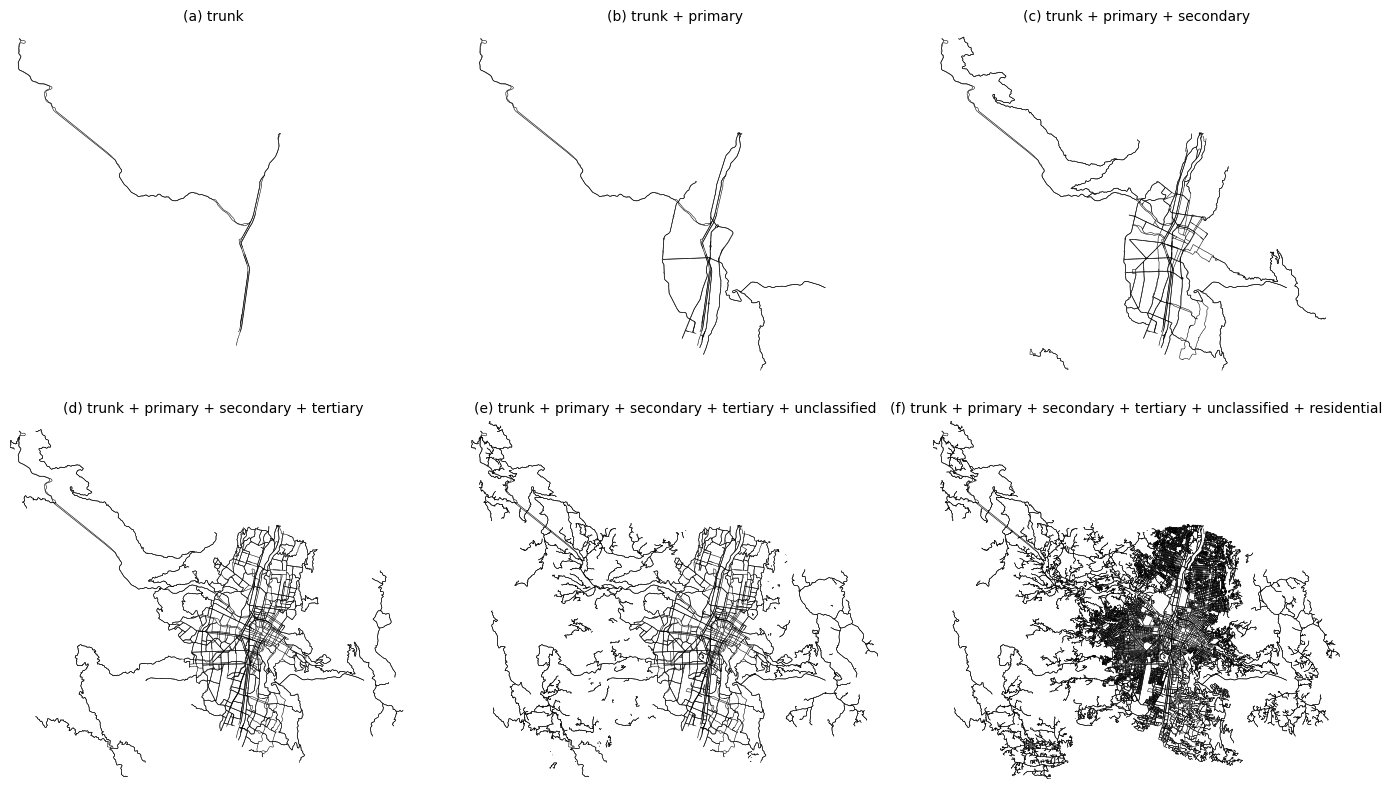 (a) trunk
(b) trunk + primary
(c) trunk + primary + secondary
(d) trunk + primary + secondary + tertiary
(e) trunk + primary + secondary + tertiary + unclassified
(f) trunk + primary + secondary + tertiary + unclassified + residential